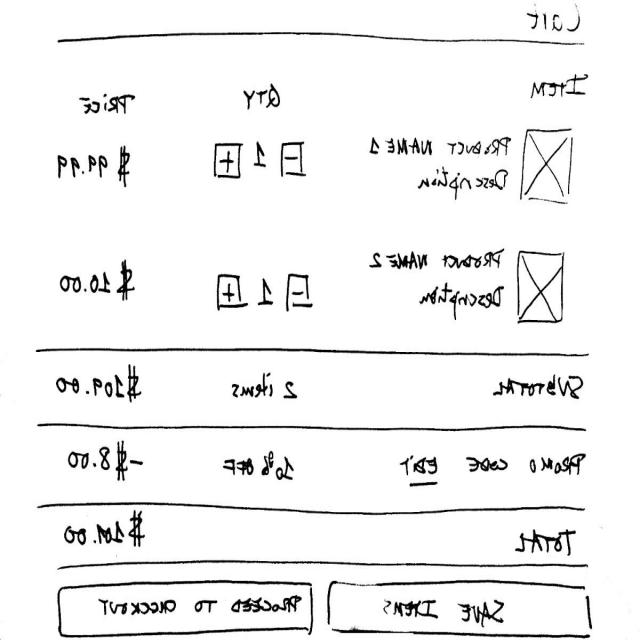 Cart
ITEM QTY PRICE
PRODUCT NAME 1 - 1 + $99.99
Description
PRODUCT NAME 2 - 1 + $10.00
Description
SUBTOTAL 2 items $109.00
PROMO CODE EDIT 10% OFF -$8.00
TOTAL $101.00
SAVE ITEMS PROCEED TO CHECKOUT